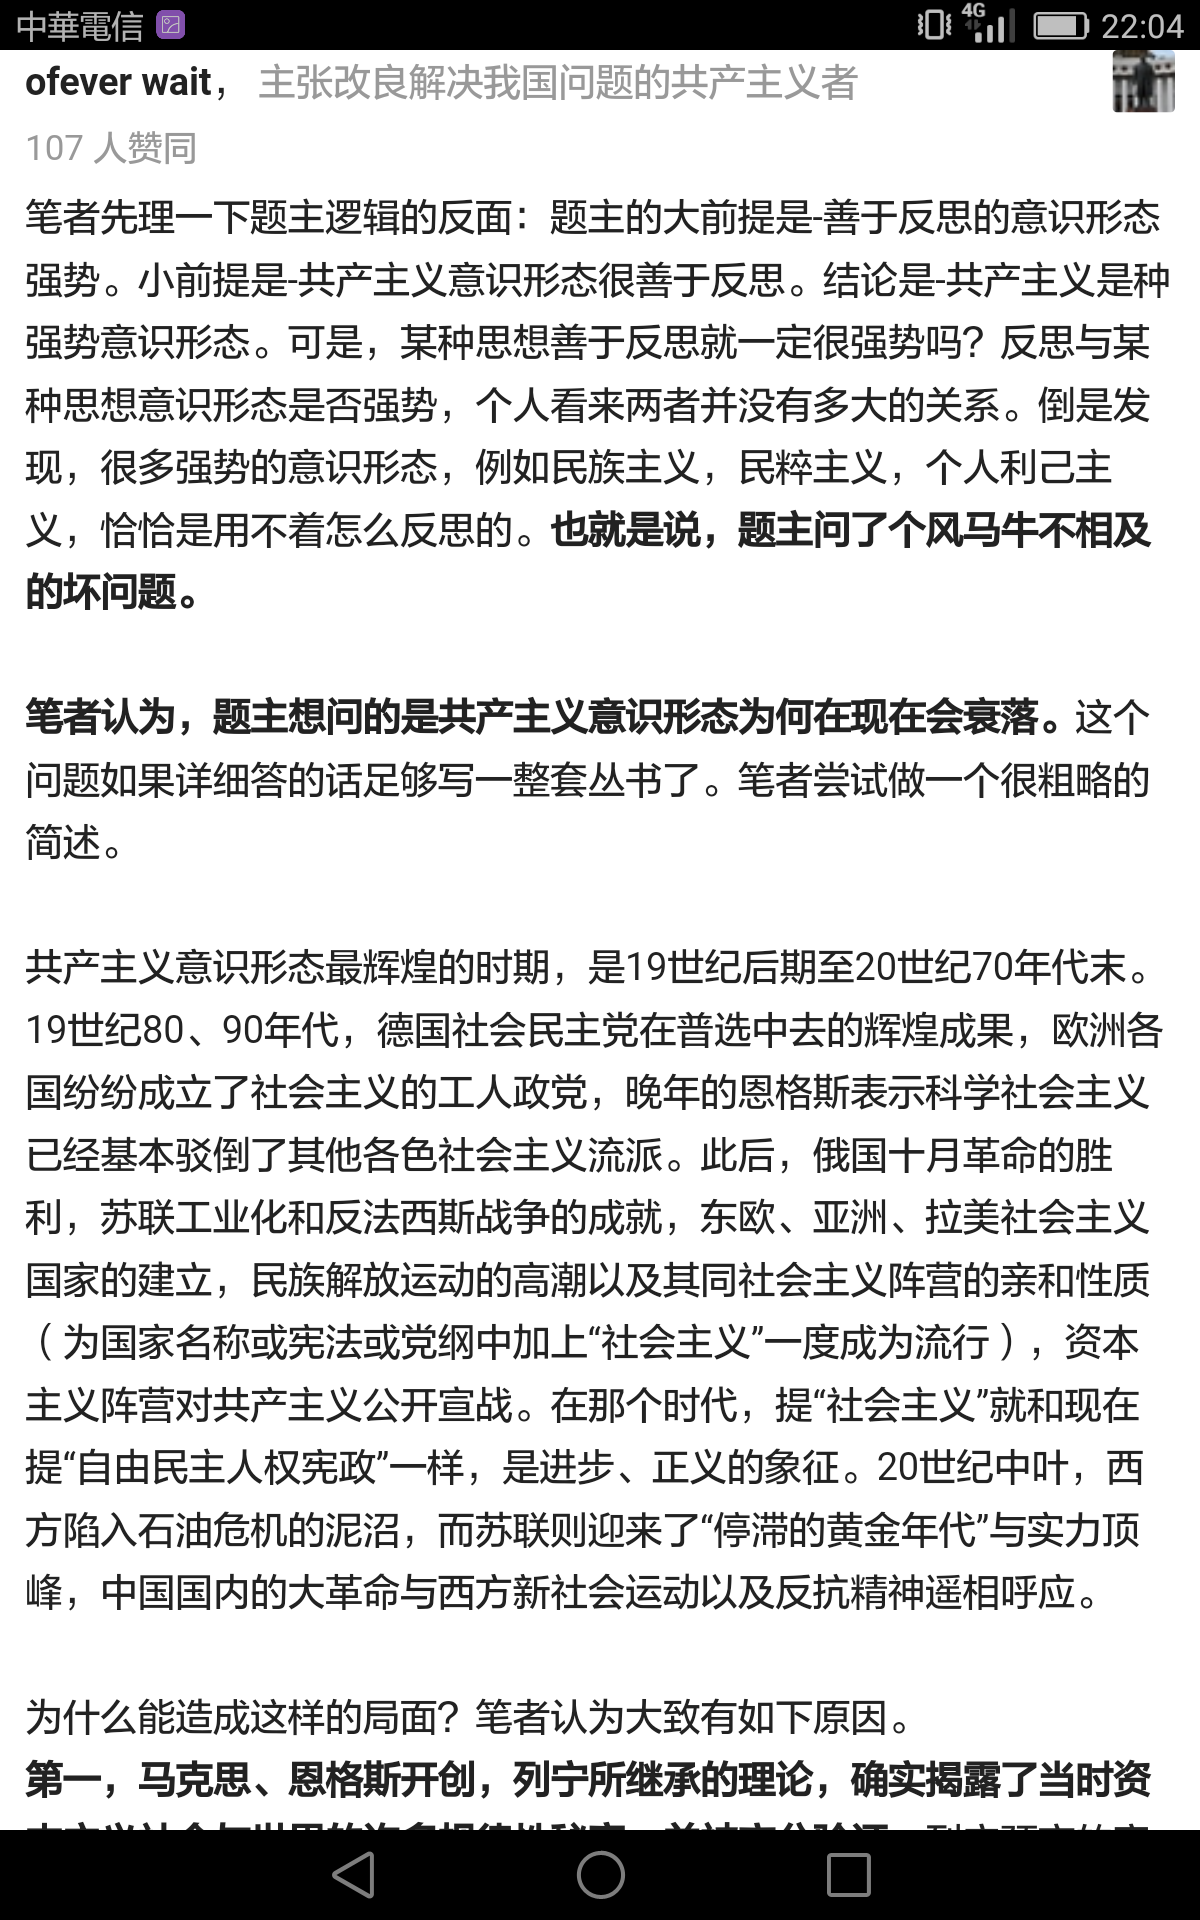 中華電信 4G 22:04
ofever wait， 主张改良解决我国问题的共产主义者
107 人赞同
笔者先理一下题主逻辑的反面：题主的大前提是-善于反思的意识形态
强势。小前提是-共产主义意识形态很善于反思。结论是-共产主义是种
强势意识形态。可是，某种思想善于反思就一定很强势吗？反思与某
种思想意识形态是否强势，个人看来两者并没有多大的关系。倒是发
现，很多强势的意识形态，例如民族主义，民粹主义，个人利己主
义，恰恰是用不着怎么反思的。也就是说，题主问了个风马牛不相及
的坏问题。
笔者认为，题主想问的是共产主义意识形态为何在现在会衰落。这个
问题如果详细答的话足够写一整套丛书了。笔者尝试做一个很粗略的
简述。
共产主义意识形态最辉煌的时期，是19世纪后期至20世纪70年代末。
19世纪80、90年代，德国社会民主党在普选中去的辉煌成果，欧洲各
国纷纷成立了社会主义的工人政党，晚年的恩格斯表示科学社会主义
已经基本驳倒了其他各色社会主义流派。此后，俄国十月革命的胜
利，苏联工业化和反法西斯战争的成就，东欧、亚洲、拉美社会主义
国家的建立，民族解放运动的高潮以及其同社会主义阵营的亲和性质
（为国家名称或宪法或党纲中加上“社会主义”一度成为流行），资本
主义阵营对共产主义公开宣战。在那个时代，提“社会主义”就和现在
提“自由民主人权宪政”一样，是进步、正义的象征。20世纪中叶，西
方陷入石油危机的泥沼，而苏联则迎来了“停滞的黄金年代”与实力顶
峰，中国国内的大革命与西方新社会运动以及反抗精神遥相呼应。
为什么能造成这样的局面？笔者认为大致有如下原因。
第一，马克思、恩格斯开创，列宁所继承的理论，确实揭露了当时资